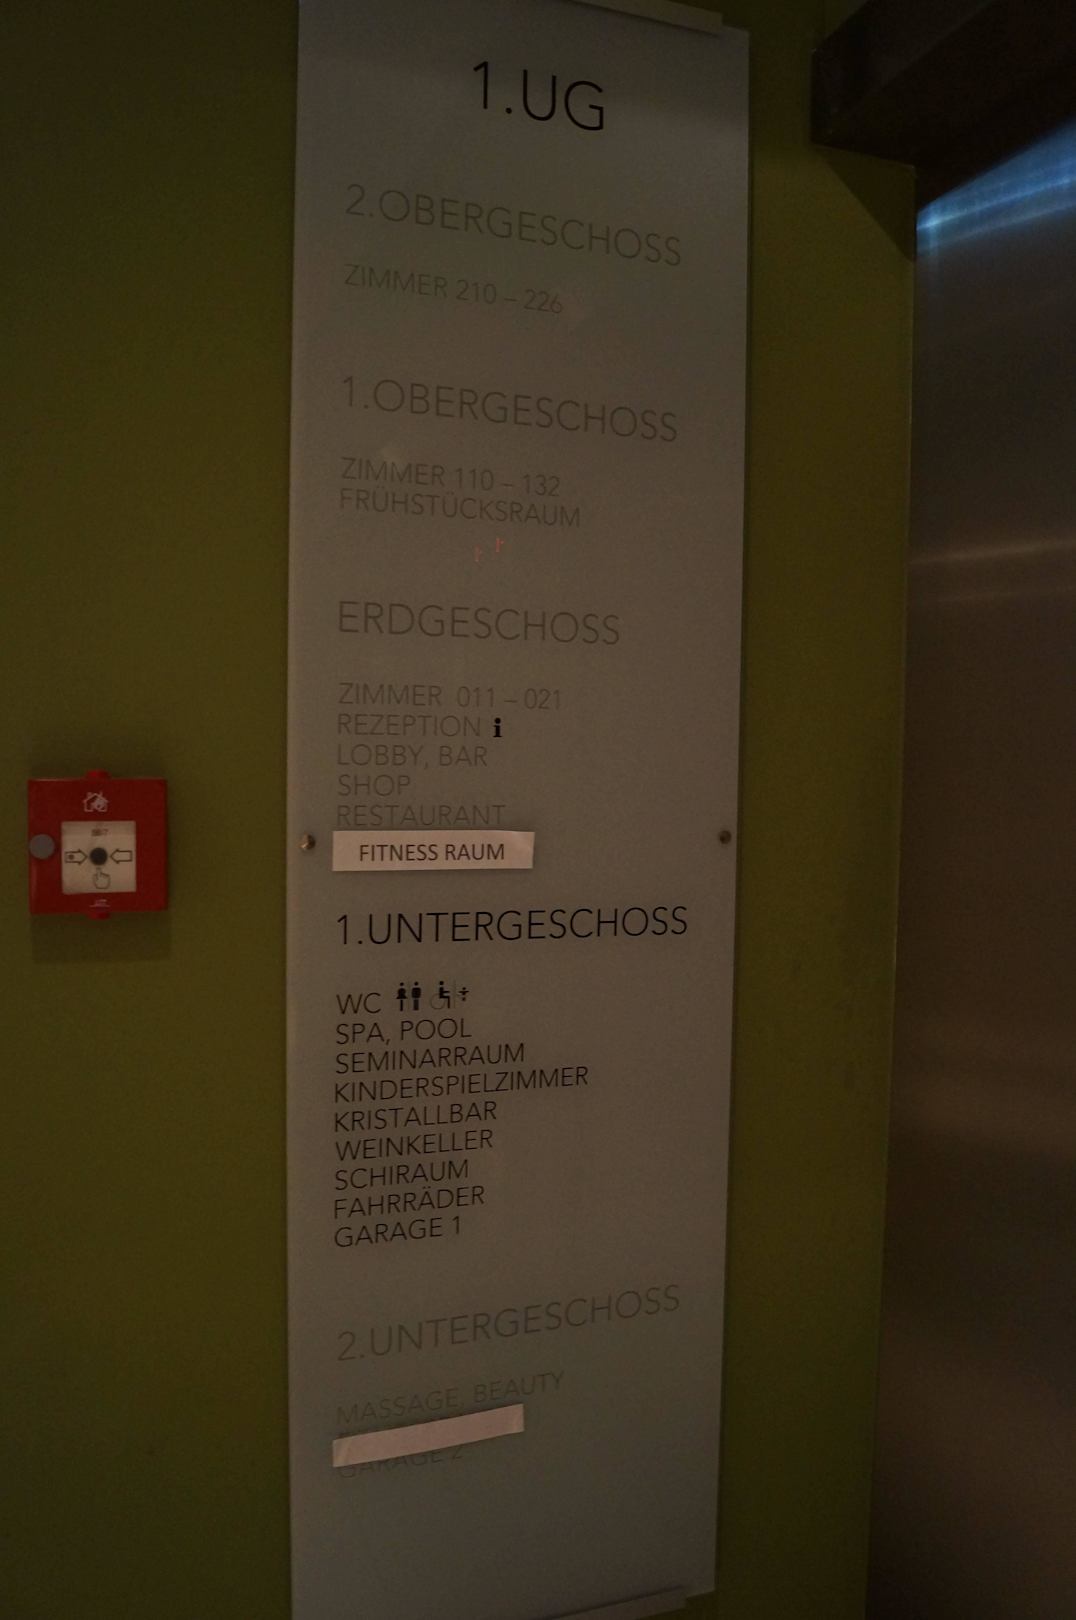 1.UG
2.OBERGESCHOSS
ZIMMER 210 – 226
1.OBERGESCHOSS
ZIMMER 110 – 132
FRÜHSTÜCKSRAUM
ERDGESCHOSS
ZIMMER 011 – 021
REZEPTION i
LOBBY, BAR
SHOP
RESTAURANT
FITNESS RAUM
1.UNTERGESCHOSS
WC
SPA, POOL
SEMINARRAUM
KINDERSPIELZIMMER
KRISTALLBAR
WEINKELLER
SCHIRAUM
FAHRRÄDER
GARAGE 1
2.UNTERGESCHOSS
MASSAGE, BEAUTY
GARAGE 2